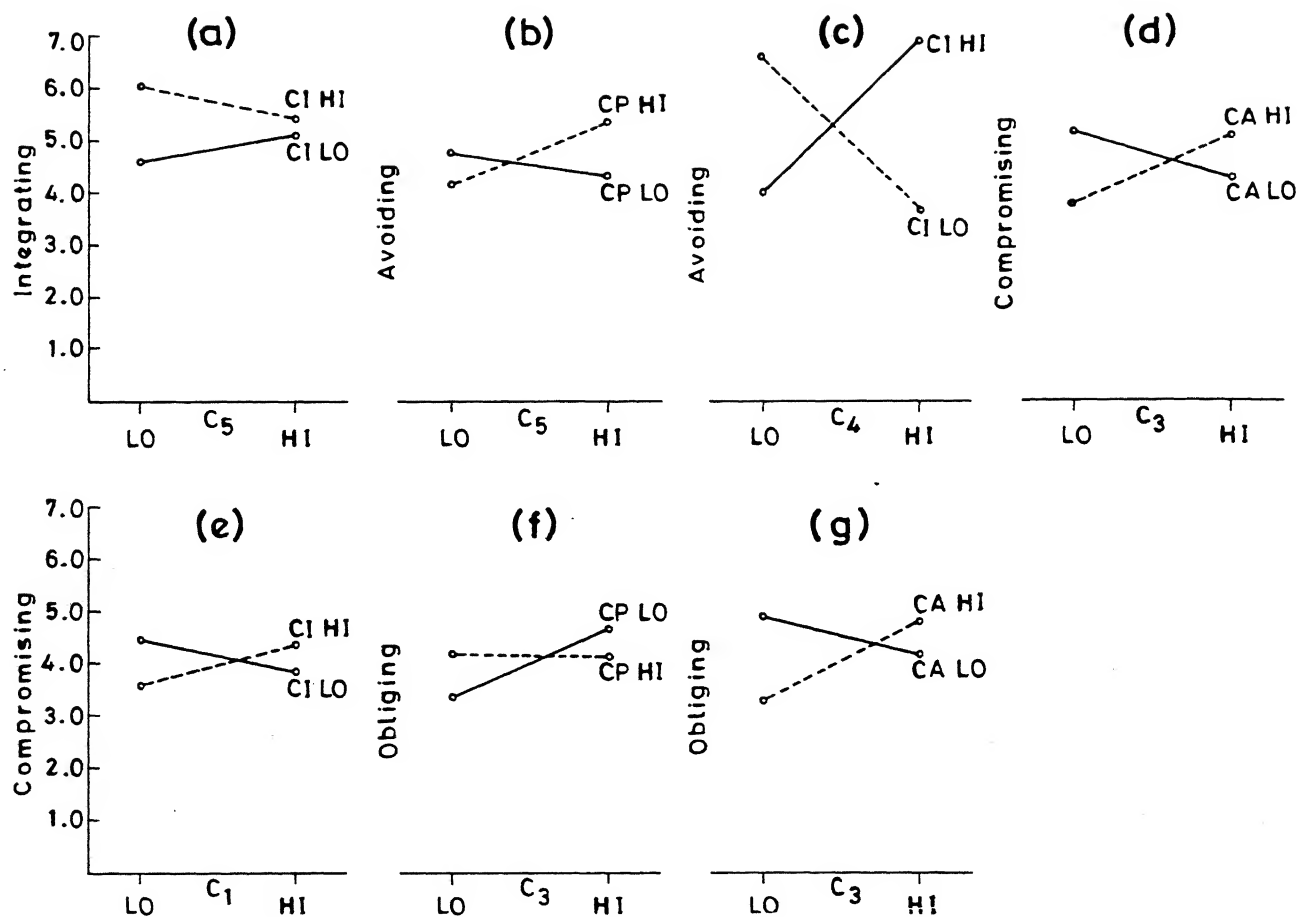 (a)
7.0
6.0
5.0
4.0
3.0
2.0
1.0
Integrating
CI HI
CI LO
LO
C5
HI
(b)
Avoiding
CP HI
CP LO
LO
C5
HI
(c)
Avoiding
CI HI
CI LO
LO
C4
HI
(d)
Compromising
CA HI
CA LO
LO
C3
HI
(e)
7.0
6.0
5.0
4.0
3.0
2.0
1.0
Compromising
CI HI
CI LO
LO
C1
HI
(f)
Obliging
CP LO
CP HI
LO
C3
HI
(g)
Obliging
CA HI
CA LO
LO
C3
HI